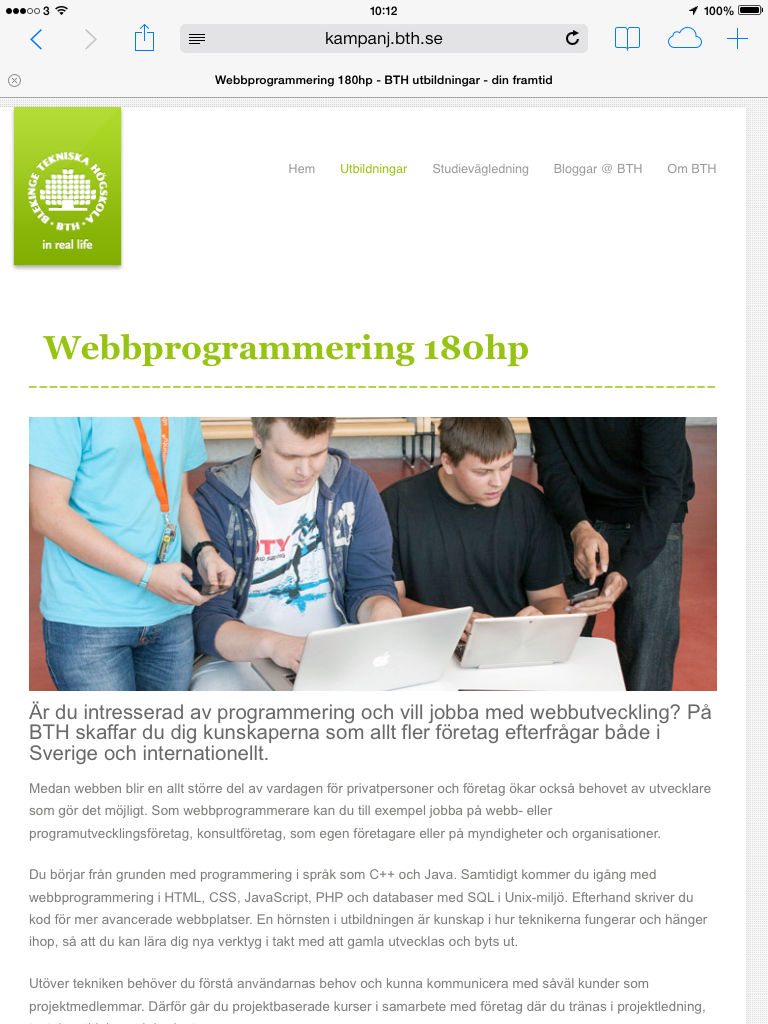 3 10:12 100%
kampanj.bth.se
Webbprogrammering 180hp - BTH utbildningar - din framtid
BLEKINGE TEKNISKA HÖGSKOLA · BTH ·
in real life
Hem Utbildningar Studievägledning Bloggar @ BTH Om BTH
Webbprogrammering 180hp
OTY
Är du intresserad av programmering och vill jobba med webbutveckling? På
BTH skaffar du dig kunskaperna som allt fler företag efterfrågar både i
Sverige och internationellt.
Medan webben blir en allt större del av vardagen för privatpersoner och företag ökar också behovet av utvecklare
som gör det möjligt. Som webbprogrammerare kan du till exempel jobba på webb- eller
programutvecklingsföretag, konsultföretag, som egen företagare eller på myndigheter och organisationer.
Du börjar från grunden med programmering i språk som C++ och Java. Samtidigt kommer du igång med
webbprogrammering i HTML, CSS, JavaScript, PHP och databaser med SQL i Unix-miljö. Efterhand skriver du
kod för mer avancerade webbplatser. En hörnsten i utbildningen är kunskap i hur teknikerna fungerar och hänger
ihop, så att du kan lära dig nya verktyg i takt med att gamla utvecklas och byts ut.
Utöver tekniken behöver du förstå användarnas behov och kunna kommunicera med såväl kunder som
projektmedlemmar. Därför går du projektbaserade kurser i samarbete med företag där du tränas i projektledning,